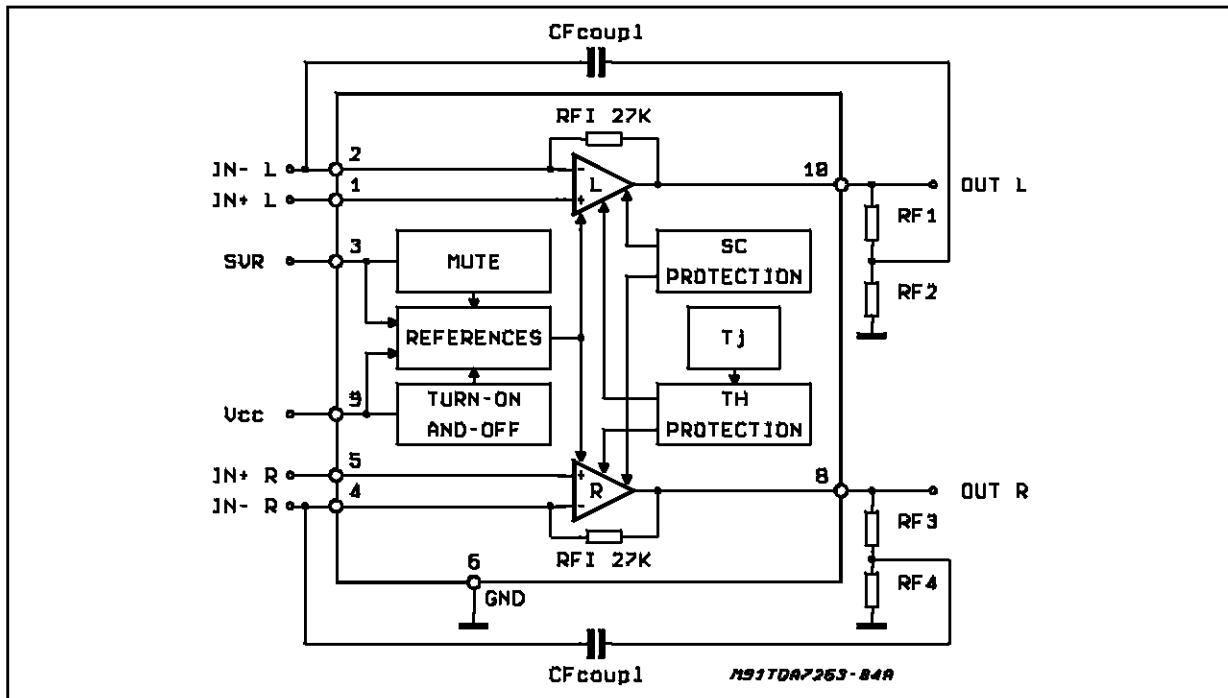 CFcoupl
RFI 27K
IN- L
2
IN+ L
1
L
10
OUT L
RF1
RF2
SVR
3
MUTE
SC
PROTECTION
REFERENCES
Tj
Vcc
9
TURN-ON
AND-OFF
TH
PROTECTION
IN+ R
5
IN- R
4
R
8
OUT R
RF3
RF4
RFI 27K
6
GND
CFcoupl
M91TDA7263-84A